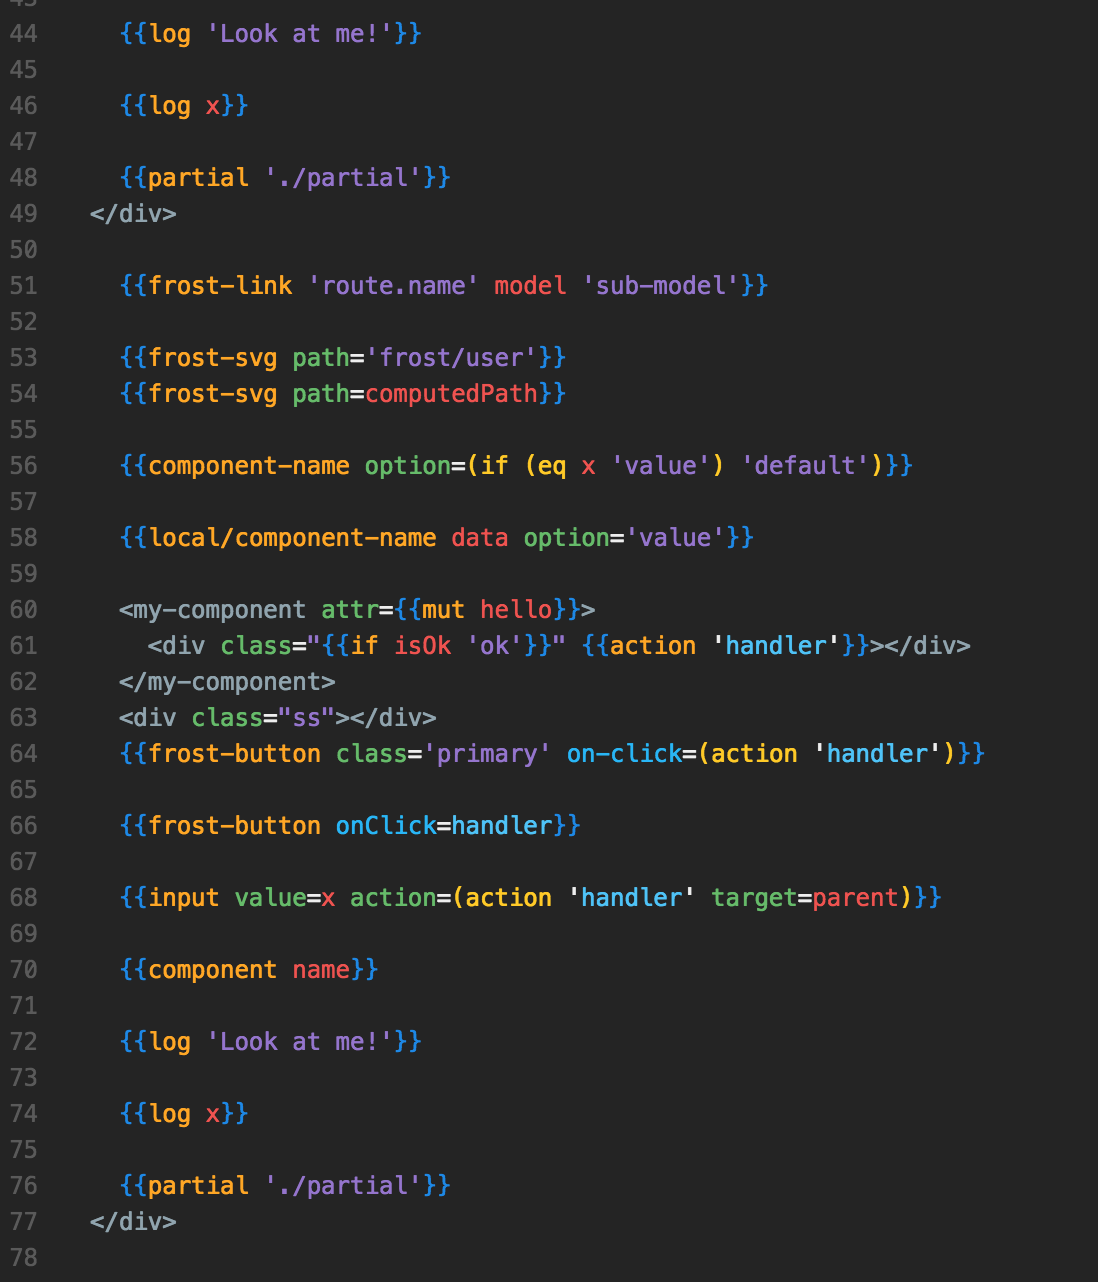 43
44 {{log 'Look at me!'}}
45
46 {{log x}}
47
48 {{partial './partial'}}
49 </div>
50
51 {{frost-link 'route.name' model 'sub-model'}}
52
53 {{frost-svg path='frost/user'}}
54 {{frost-svg path=computedPath}}
55
56 {{component-name option=(if (eq x 'value') 'default')}}
57
58 {{local/component-name data option='value'}}
59
60 <my-component attr={{mut hello}}>
61 <div class="{{if isOk 'ok'}}" {{action 'handler'}}></div>
62 </my-component>
63 <div class="ss"></div>
64 {{frost-button class='primary' on-click=(action 'handler')}}
65
66 {{frost-button onClick=handler}}
67
68 {{input value=x action=(action 'handler' target=parent)}}
69
70 {{component name}}
71
72 {{log 'Look at me!'}}
73
74 {{log x}}
75
76 {{partial './partial'}}
77 </div>
78